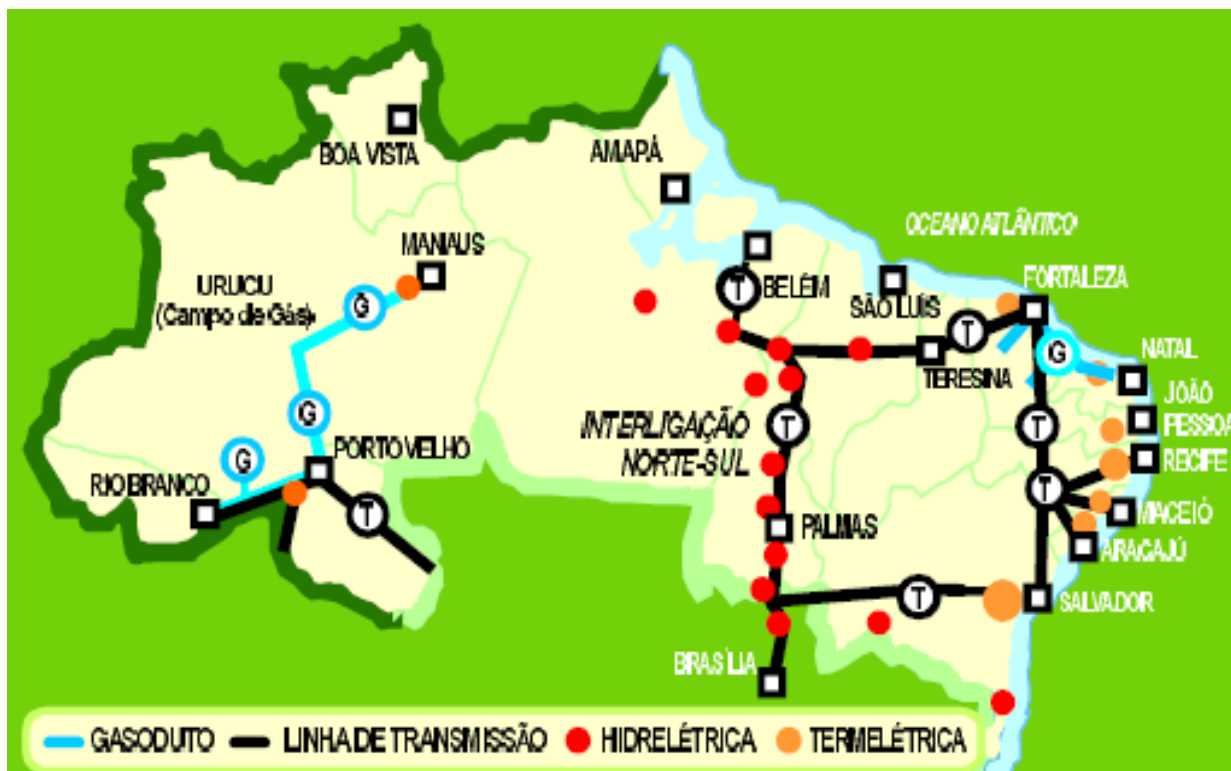 BOA VISTA
AMAPÁ
OCEANO ATLÂNTICO
MANAUS
URUCU
(Campo de Gás)
G
BELÉM
T
SÃO LUÍS
FORTALEZA
T
G
NATAL
TERESINA
JOÃO
PESSOA
G
INTERLIGAÇÃO
NORTE-SUL
T
T
RECIFE
G
PORTO VELHO
RIO BRANCO
T
T
MACEIÓ
PALMAS
ARACAJÚ
T
SALVADOR
BRASÍLIA
GASODUTO
LINHA DE TRANSMISSÃO
HIDRELÉTRICA
TERMELÉTRICA